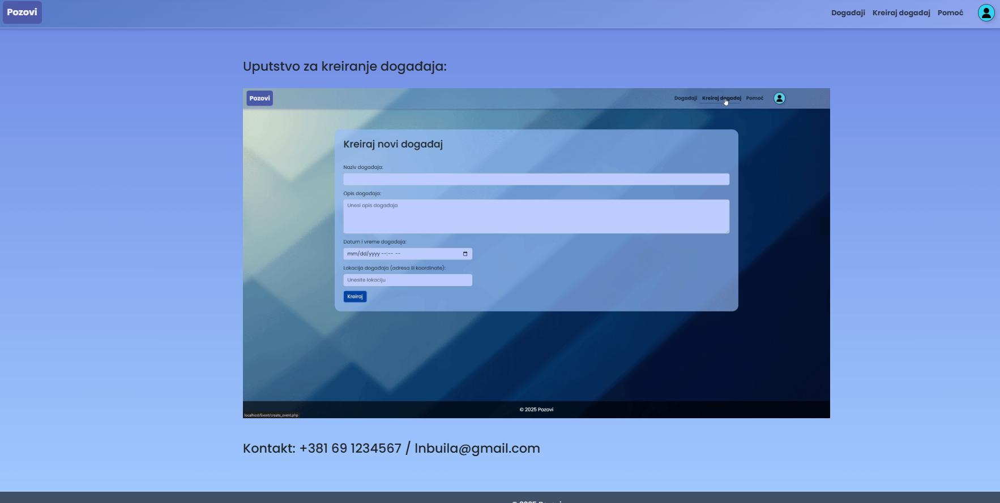 Pozovi
Događaji Kreiraj događaj Pomoć
Uputstvo za kreiranje događaja:
Pozovi
Događaji Kreiraj događaj Pomoć
Kreiraj novi događaj
Naziv događaja:
Opis događaja:
Unesi opis događaja
Datum i vreme događaja:
mm/dd/yyyy --:-- --
Lokacija događaja (adresa ili koordinate):
Unesite lokaciju
Kreiraj
© 2025 Pozovi
localhost/Event/create_event.php
Kontakt: +381 69 1234567 / lnbuila@gmail.com
© 2025 Pozovi